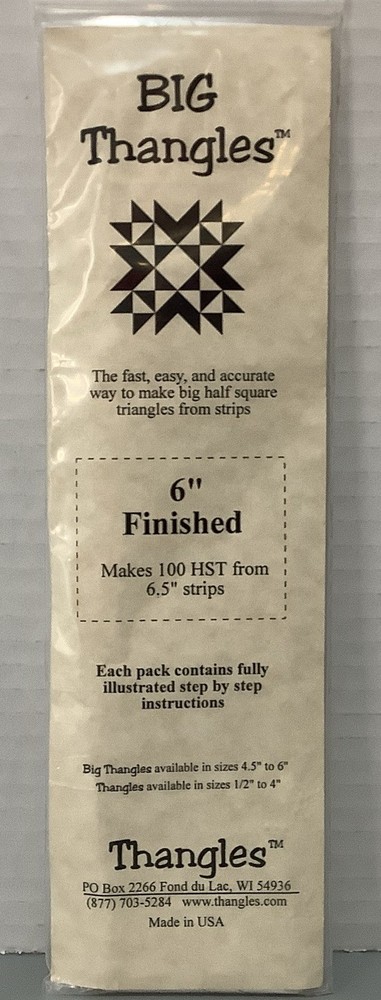 BIG
Thangles™
The fast, easy, and accurate
way to make big half square
triangles from strips
6"
Finished
Makes 100 HST from
6.5" strips
Each pack contains fully
illustrated step by step
instructions
Big Thangles available in sizes 4.5" to 6"
Thangles available in sizes 1/2" to 4"
Thangles™
PO Box 2266 Fond du Lac, WI 54936
(877) 703-5284 www.thangles.com
Made in USA